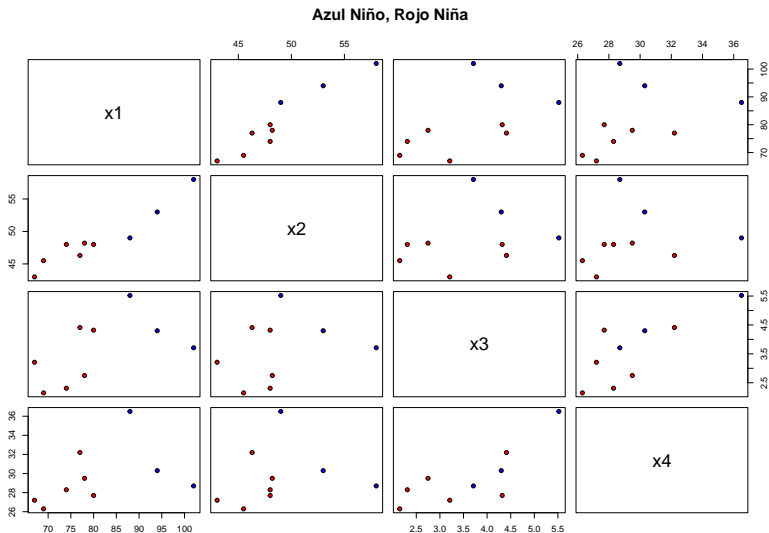 Azul Niño, Rojo Niña
45 50 55
26 28 30 32 34 36
x1
70 80 90 100
45 50 55
x2
x3
2.5 3.5 4.5 5.5
26 28 30 32 34 36
x4
70 75 80 85 90 95 100
2.5 3.0 3.5 4.0 4.5 5.0 5.5